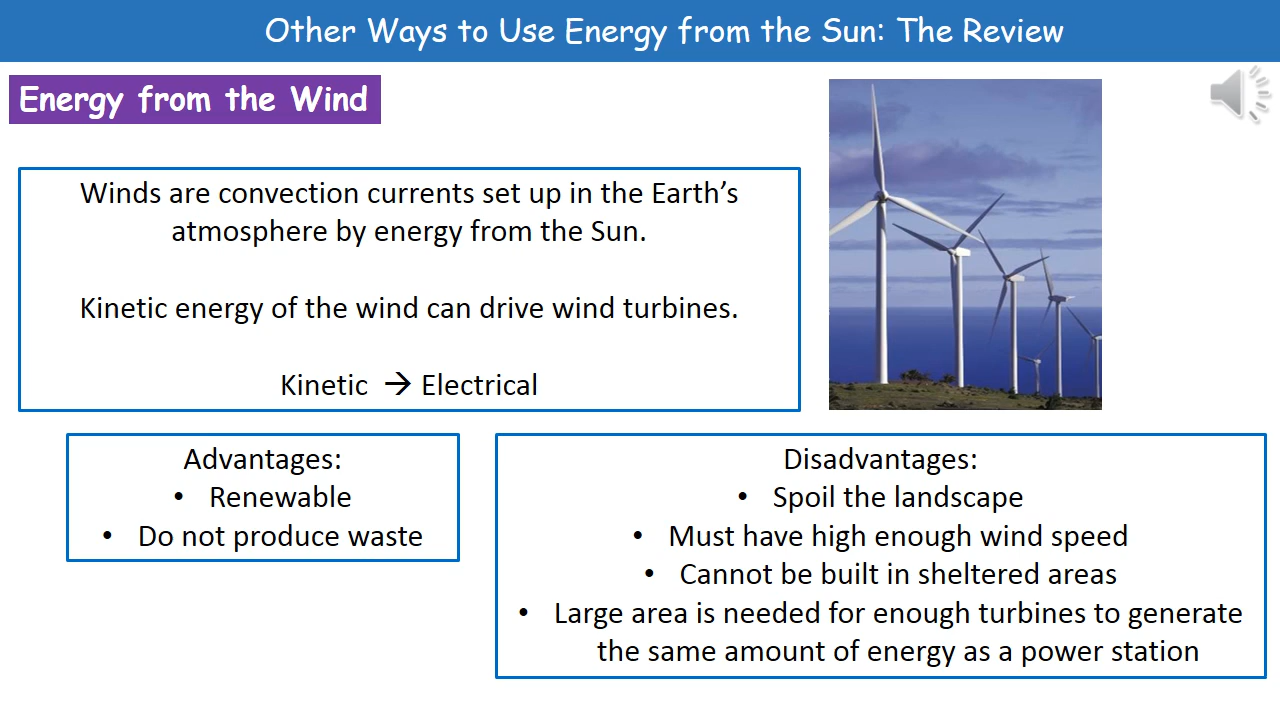 Other Ways to Use Energy from the Sun: The Review
Energy from the Wind
Winds are convection currents set up in the Earth’s
atmosphere by energy from the Sun.
Kinetic energy of the wind can drive wind turbines.
Kinetic → Electrical
Advantages:
• Renewable
• Do not produce waste
Disadvantages:
• Spoil the landscape
• Must have high enough wind speed
• Cannot be built in sheltered areas
• Large area is needed for enough turbines to generate
the same amount of energy as a power station